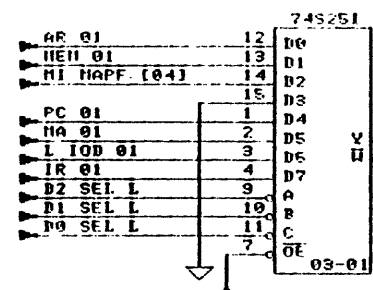 74S251
AR 01 12 D0
MEM 01 13 D1
MI MAPF [04] 14 D2
15 D3
PC 01 1 D4
MA 01 2 D5 Y
L IOD 01 3 D6 W
IR 01 4 D7
D2 SEL L 9 A
D1 SEL L 10 B
D0 SEL L 11 C
7 OE
03-01